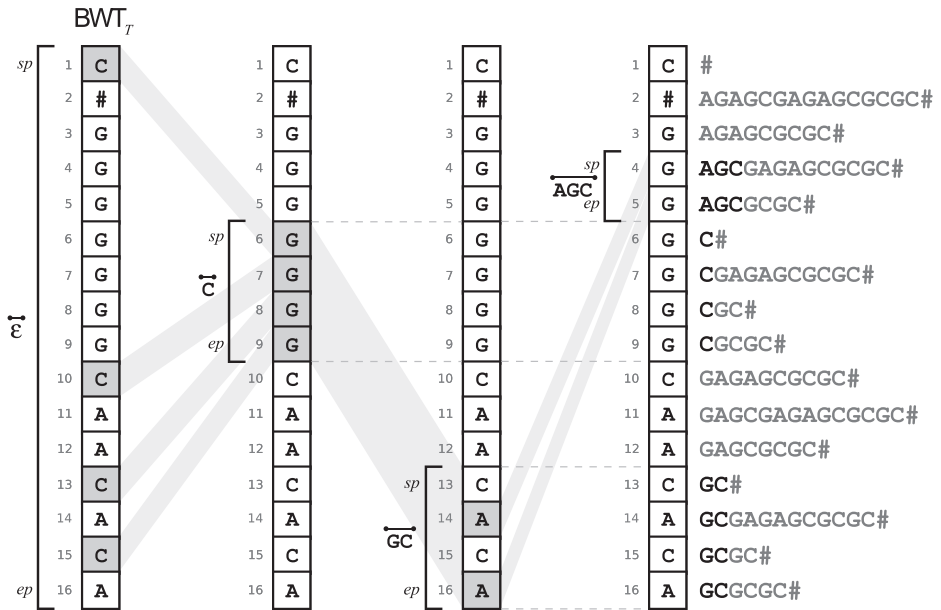 BWT_T
sp 1 C 1 C 1 C 1 C #
2 # 2 # 2 # 2 # AGAGCGAGAGCGCGC#
3 G 3 G 3 G 3 G AGAGCGCGC#
4 G 4 G 4 G sp 4 G AGCGAGAGCGCGC#
AGC
5 G 5 G 5 G ep 5 G AGCGCGC#
6 G sp 6 G 6 G 6 G C#
7 G 7 G 7 G 7 G CGAGAGCGCGC#
C
8 G 8 G 8 G 8 G CGC#
ε
9 G ep 9 G 9 G 9 G CGCGC#
10 C 10 C 10 C 10 C GAGAGCGCGC#
11 A 11 A 11 A 11 A GAGCGAGAGCGCGC#
12 A 12 A 12 A 12 A GAGCGCGC#
13 C 13 C sp 13 C 13 C GC#
14 A 14 A 14 A 14 A GCGAGAGCGCGC#
GC
15 C 15 C 15 C 15 C GCGC#
ep 16 A 16 A ep 16 A 16 A GCGCGC#